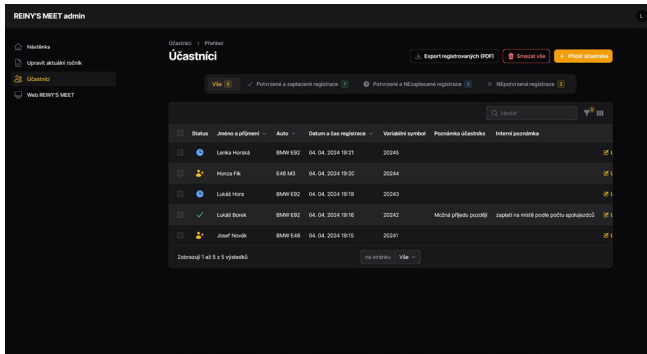 REINY'S MEET admin
L
Nástěnka
Upravit aktuální ročník
Účastníci
Web REINY'S MEET
Účastníci > Přehled
Účastníci
Export registrovaných (PDF)
Smazat vše
+ Přidat účastníka
Vše 5
Potvrzené a zaplacené registrace 1
Potvrzené a NEzaplacené registrace 2
NEpotvrzené registrace 2
Hledat
0
Status Jméno a příjmení Auto Datum a čas registrace Variabilní symbol Poznámka účastníka Interní poznámka
Lenka Horská BMW E92 04. 04. 2024 19:21 20245 U
Honza Fík E46 M3 04. 04. 2024 19:20 20244 U
Lukáš Hora BMW E92 04. 04. 2024 19:19 20243 U
Lukáš Borek BMW E92 04. 04. 2024 19:16 20242 Možná přijedu později zaplatí na místě podle počtu spolujezdců U
Josef Novák BMW E46 04. 04. 2024 19:15 20241 U
Zobrazuji 1 až 5 z 5 výsledků
na stránku Vše